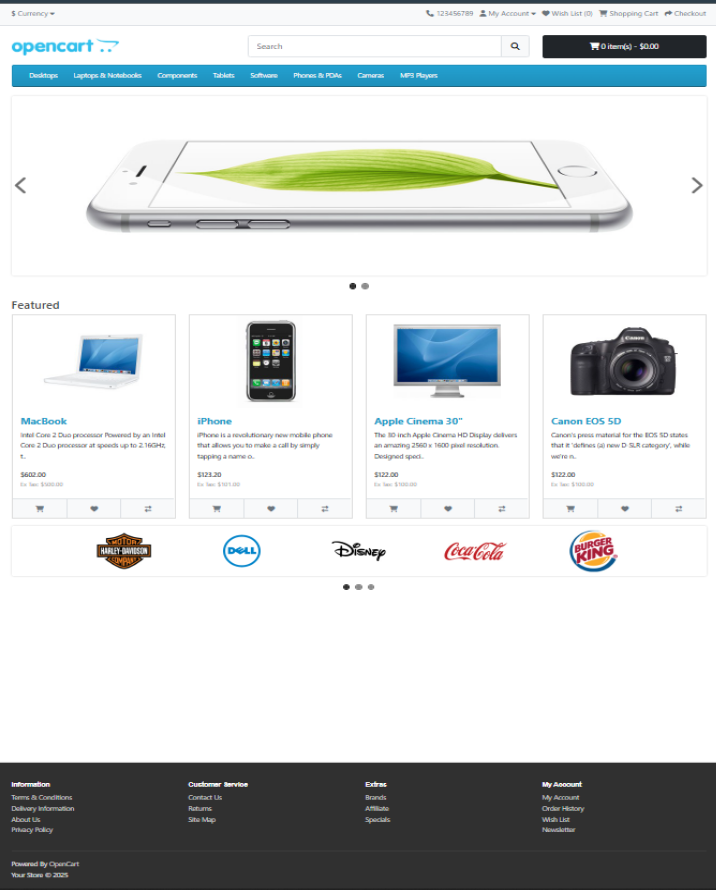 $ Currency
123456789 My Account Wish List (0) Shopping Cart Checkout
opencart
Search
0 item(s) - $0.00
Desktops Laptops & Notebooks Components Tablets Software Phones & PDAs Cameras MP3 Players
Featured
MacBook
Intel Core 2 Duo processor Powered by an Intel
Core 2 Duo processor at speeds up to 2.16GHz,
t..
$602.00
Ex Tax: $500.00
iPhone
iPhone is a revolutionary new mobile phone
that allows you to make a call by simply
tapping a name o..
$123.20
Ex Tax: $101.00
Apple Cinema 30"
The 30-inch Apple Cinema HD Display delivers
an amazing 2560 x 1600 pixel resolution.
Designed speci..
$122.00
Ex Tax: $100.00
Canon EOS 5D
Canon's press material for the EOS 5D states
that it 'defines (a) new D-SLR category', while
we're n..
$122.00
Ex Tax: $100.00
MOTOR
HARLEY-DAVIDSON
COMPANY
DELL
Disney
Coca-Cola
BURGER
KING
Information
Terms & Conditions
Delivery Information
About Us
Privacy Policy
Customer Service
Contact Us
Returns
Site Map
Extras
Brands
Affiliate
Specials
My Account
My Account
Order History
Wish List
Newsletter
Powered By OpenCart
Your Store © 2025